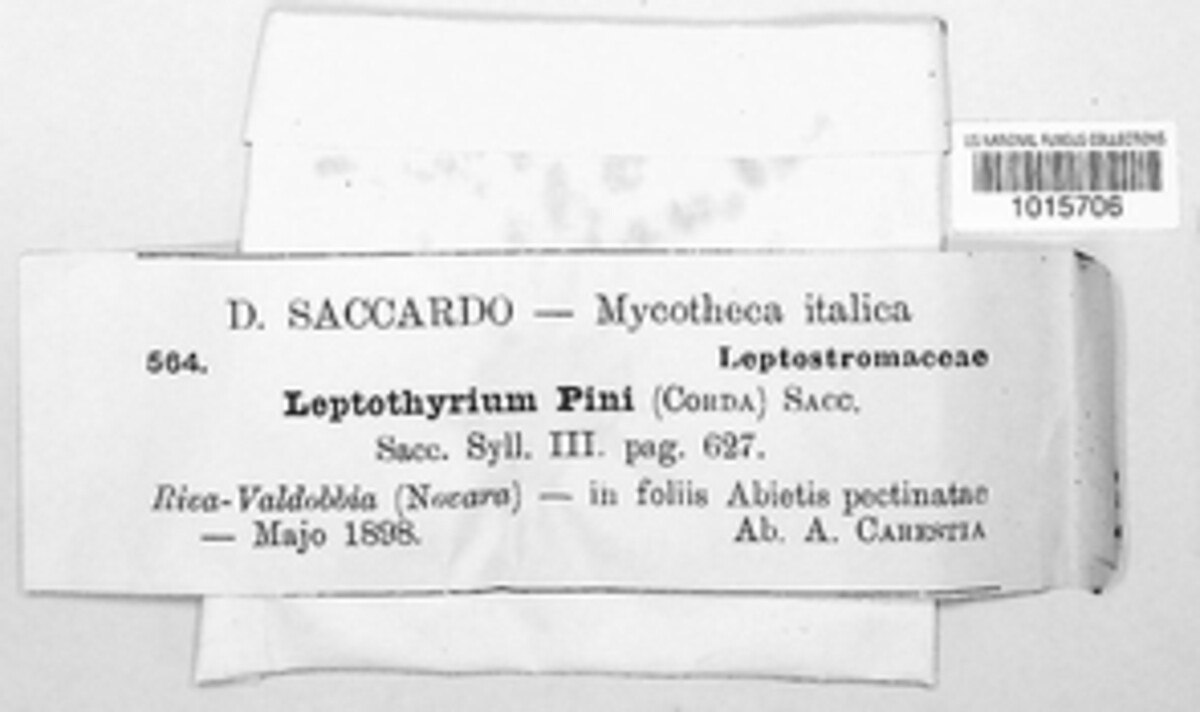 US NATIONAL FUNGUS COLLECTIONS
1015706
D. SACCARDO — Mycotheca italica
564. Leptostromaceae
Leptothyrium Pini (CORDA) SACC.
Sacc. Syll. III. pag. 627.
Riva-Valdobbia (Novara) — in foliis Abietis pectinatae
— Majo 1898. Ab. A. CARESTIA